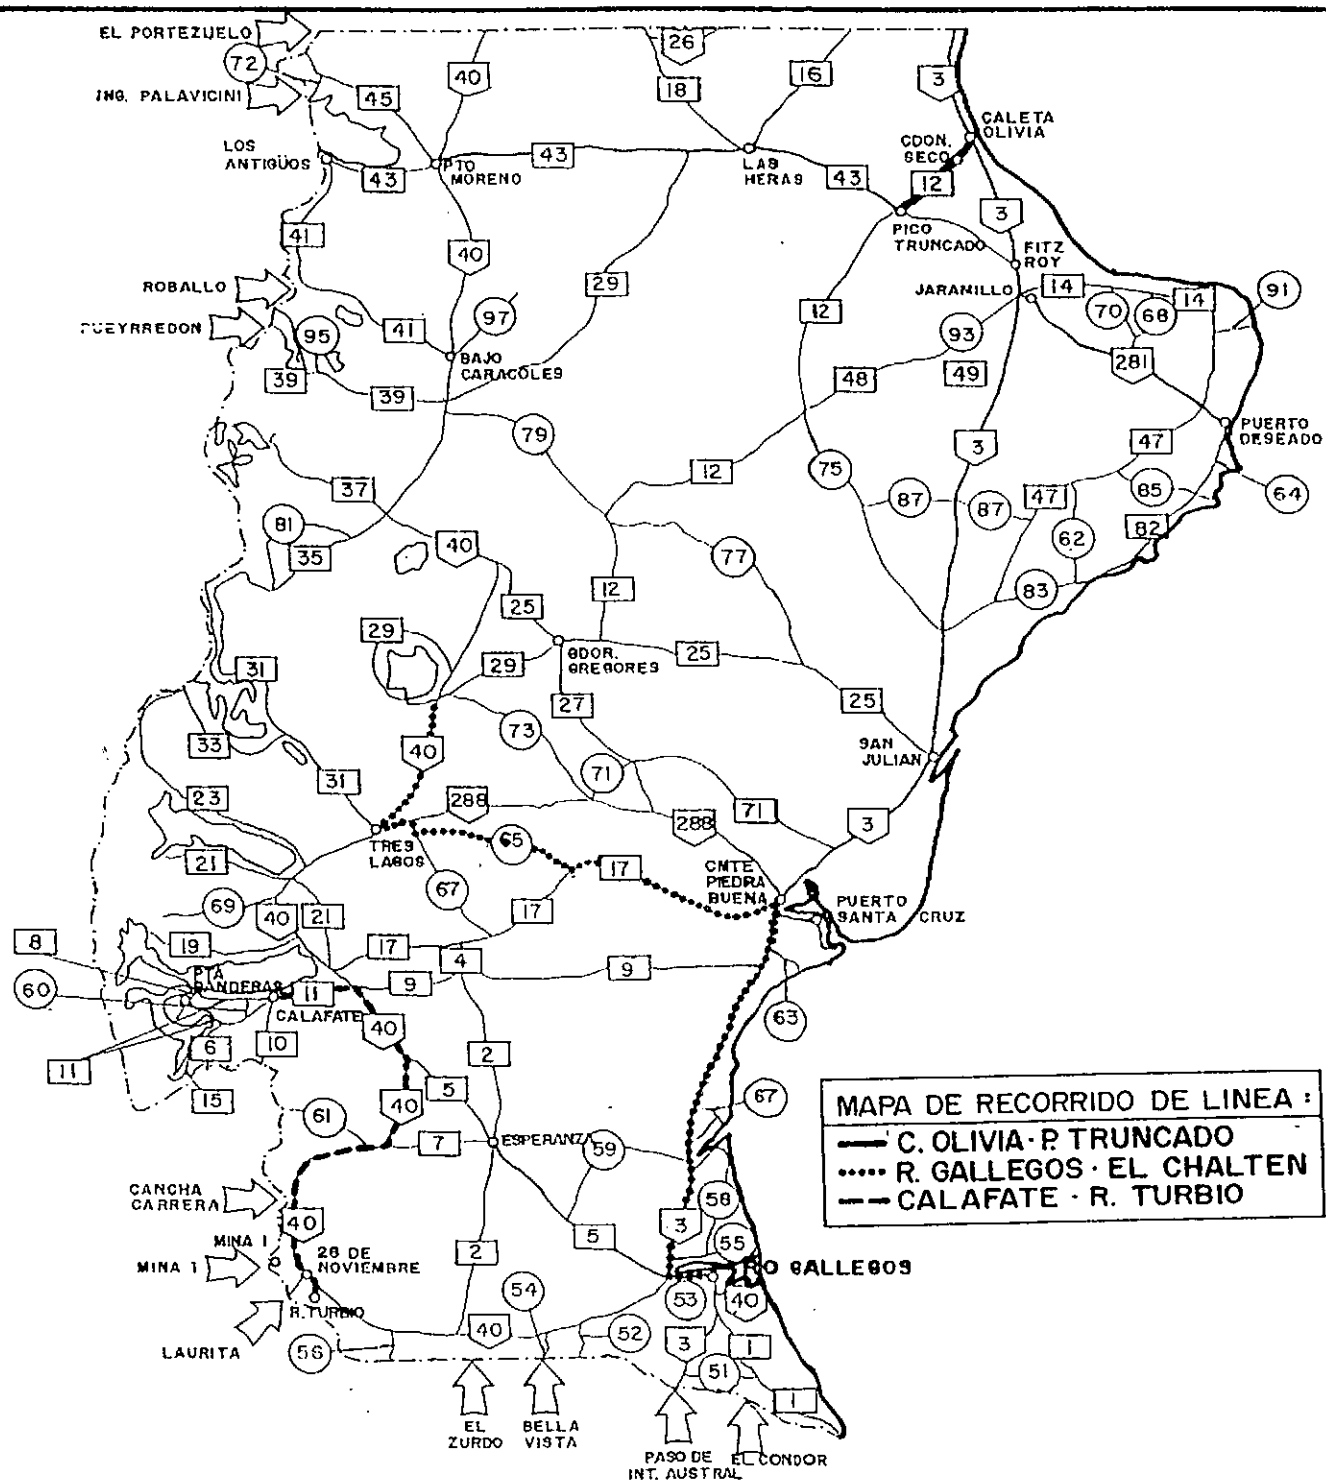 EL PORTEZUELO
72
26
40
3
ING. PALAVICINI
45
18
16
LOS
ANTIGÜOS
CALETA
OLIVIA
CDON.
SECO
43
PTO
MORENO
43
LAS
HERAS
43
12
PICO
TRUNCADO
3
FITZ
ROY
41
40
29
ROBALLO
JARAMILLO
14
14
91
70
68
PUEYRREDON
95
41
97
12
93
281
BAJO
CARACOLES
39
39
48
49
79
3
47
PUERTO
DESEADO
12
75
37
87
87
47
85
64
81
35
40
77
62
82
12
83
25
29
29
GDOR.
GREGORES
25
31
27
25
33
40
73
SAN
JULIAN
31
71
23
288
71
3
288
TRES
LAGOS
65
21
17
CMTE
PIEDRA
BUENA
67
69
40
21
17
PUERTO
SANTA CRUZ
8
19
17
4
9
PTA
BANDERAS
9
60
11
CALAFATE
40
63
6
10
2
11
5
15
40
67
61
7
ESPERANZA
59
MAPA DE RECORRIDO DE LINEA :
C. OLIVIA · P. TRUNCADO
R. GALLEGOS · EL CHALTEN
CALAFATE · R. TURBIO
CANCHA
CARRERA
40
58
3
55
5
MINA 1
MINA 1
28 DE
NOVIEMBRE
2
RIO GALLEGOS
R. TURBIO
54
53
40
LAURITA
56
40
52
3
1
51
1
EL
ZURDO
BELLA
VISTA
PASO DE
INT. AUSTRAL
EL CONDOR